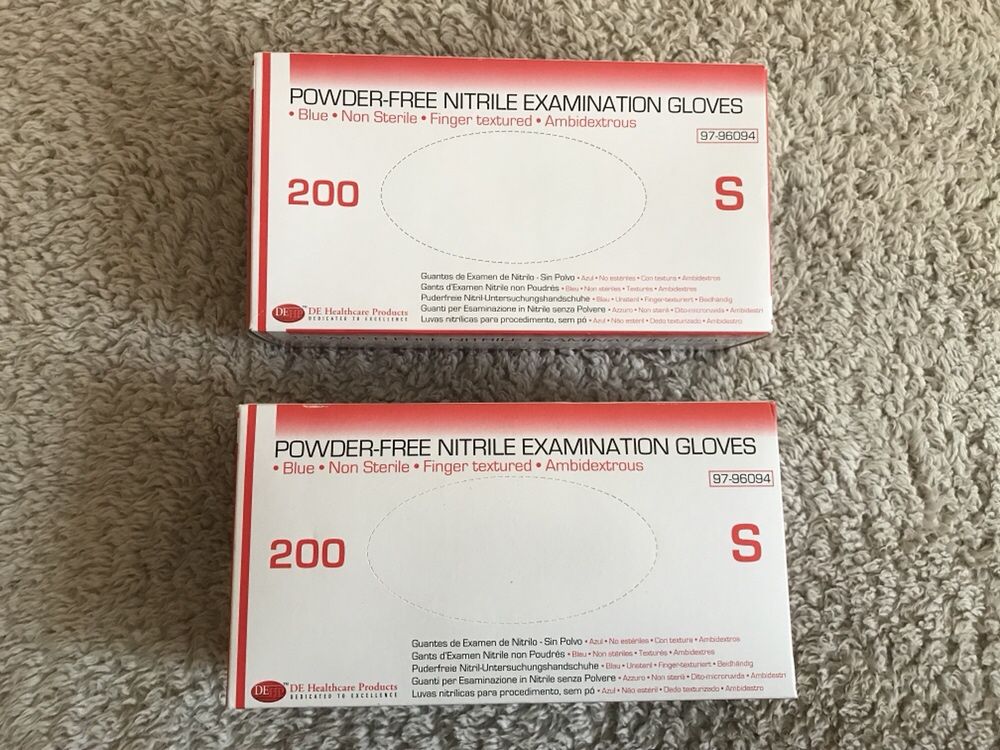 POWDER-FREE NITRILE EXAMINATION GLOVES
• Blue • Non Sterile • Finger textured • Ambidextrous
97-96094
200
S
Guantes de Examen de Nitrilo - Sin Polvo • Azul • No estériles • Con textura • Ambidextros
Gants d'Examen Nitrile non Poudrés • Bleu • Non stériles • Texturés • Ambidextres
Puderfreie Nitril-Untersuchungshandschuhe • Blau • Unsteril • Finger-texturiert • Beidhändig
Guanti per Esaminazione in Nitrile senza Polvere • Azzuro • Non sterili • Dito-microruvida • Ambidestri
Luvas nitrílicas para procedimento, sem pó • Azul • Não estéril • Dedo texturizado • Ambidestro
DEHP™ DE Healthcare Products
DEDICATED TO EXCELLENCE
POWDER-FREE NITRILE EXAMINATION GLOVES
• Blue • Non Sterile • Finger textured • Ambidextrous
97-96094
200
S
Guantes de Examen de Nitrilo - Sin Polvo • Azul • No estériles • Con textura • Ambidextros
Gants d'Examen Nitrile non Poudrés • Bleu • Non stériles • Texturés • Ambidextres
Puderfreie Nitril-Untersuchungshandschuhe • Blau • Unsteril • Finger-texturiert • Beidhändig
Guanti per Esaminazione in Nitrile senza Polvere • Azzuro • Non sterili • Dito-microruvida • Ambidestri
Luvas nitrílicas para procedimento, sem pó • Azul • Não estéril • Dedo texturizado • Ambidestro
DEHP™ DE Healthcare Products
DEDICATED TO EXCELLENCE